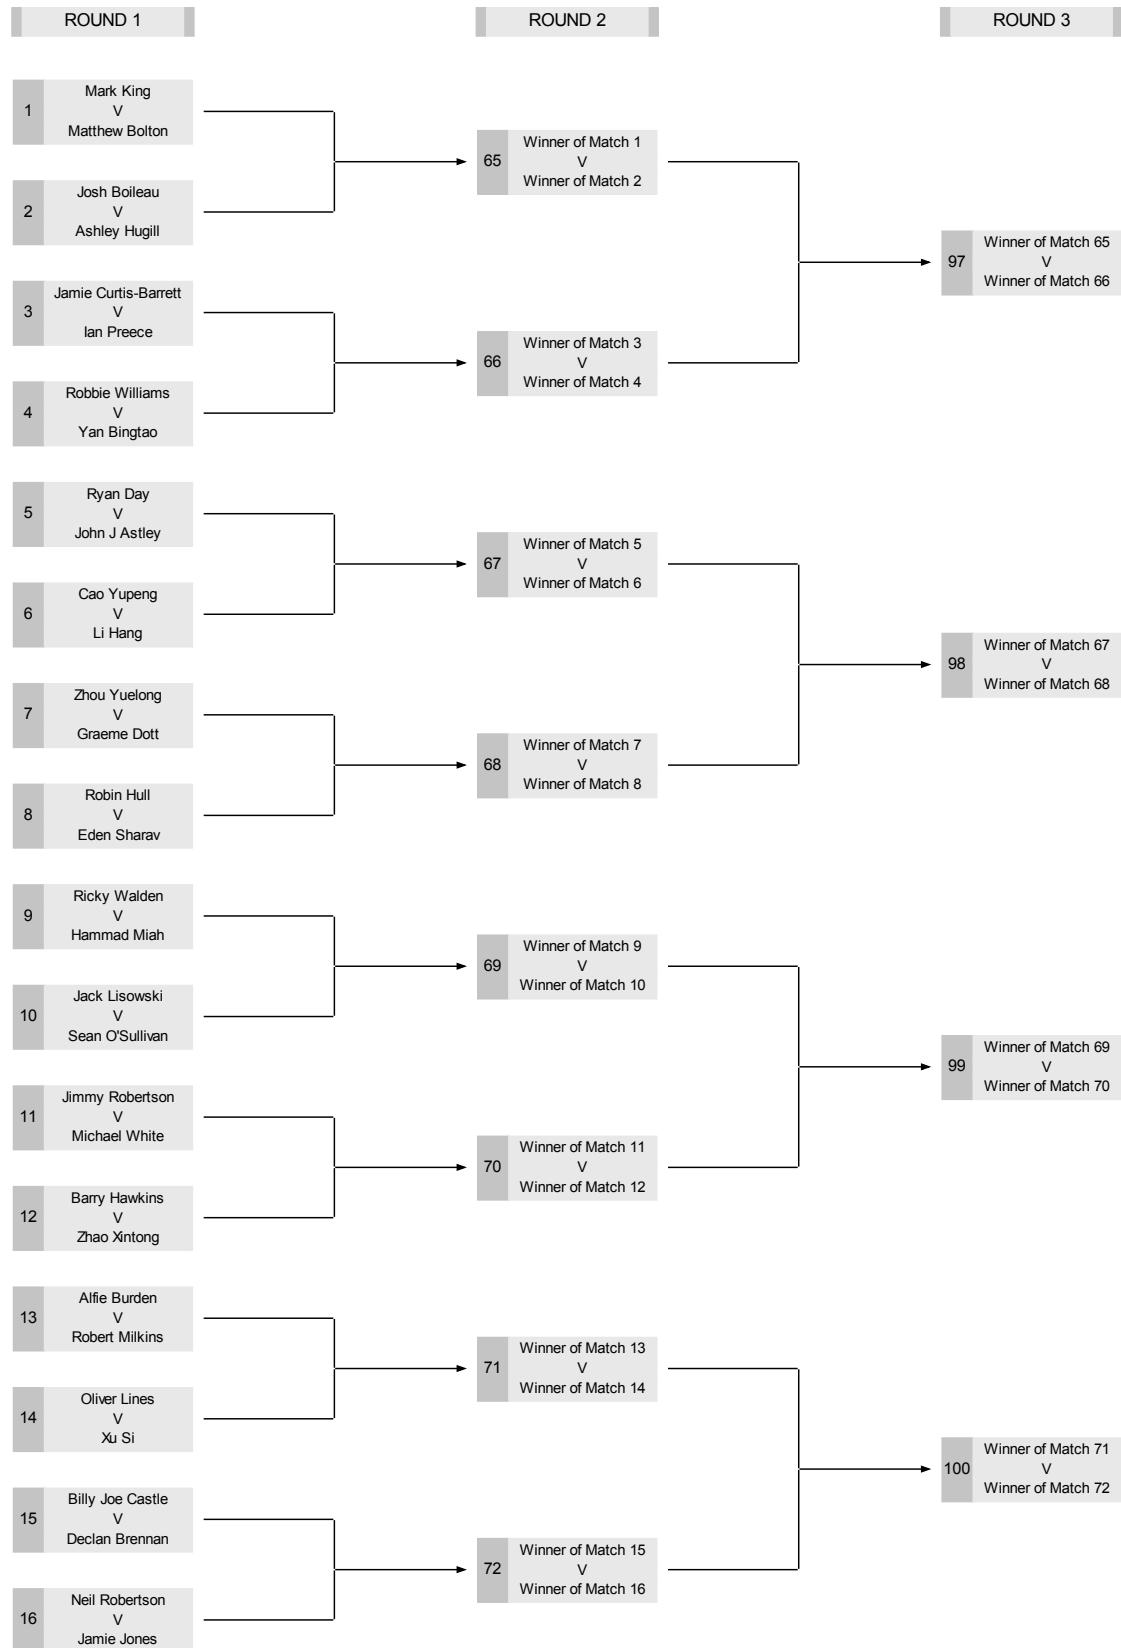 ROUND 1
ROUND 2
ROUND 3
1
Mark King
V
Matthew Bolton
2
Josh Boileau
V
Ashley Hugill
3
Jamie Curtis-Barrett
V
Ian Preece
4
Robbie Williams
V
Yan Bingtao
5
Ryan Day
V
John J Astley
6
Cao Yupeng
V
Li Hang
7
Zhou Yuelong
V
Graeme Dott
8
Robin Hull
V
Eden Sharav
9
Ricky Walden
V
Hammad Miah
10
Jack Lisowski
V
Sean O'Sullivan
11
Jimmy Robertson
V
Michael White
12
Barry Hawkins
V
Zhao Xintong
13
Alfie Burden
V
Robert Milkins
14
Oliver Lines
V
Xu Si
15
Billy Joe Castle
V
Declan Brennan
16
Neil Robertson
V
Jamie Jones
65
Winner of Match 1
V
Winner of Match 2
66
Winner of Match 3
V
Winner of Match 4
67
Winner of Match 5
V
Winner of Match 6
68
Winner of Match 7
V
Winner of Match 8
69
Winner of Match 9
V
Winner of Match 10
70
Winner of Match 11
V
Winner of Match 12
71
Winner of Match 13
V
Winner of Match 14
72
Winner of Match 15
V
Winner of Match 16
97
Winner of Match 65
V
Winner of Match 66
98
Winner of Match 67
V
Winner of Match 68
99
Winner of Match 69
V
Winner of Match 70
100
Winner of Match 71
V
Winner of Match 72